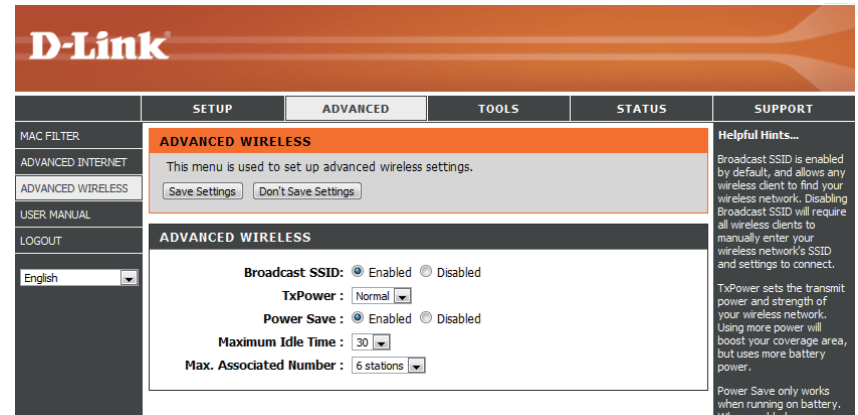 D-Link
SETUP ADVANCED TOOLS STATUS SUPPORT
MAC FILTER
ADVANCED INTERNET
ADVANCED WIRELESS
USER MANUAL
LOGOUT
English
ADVANCED WIRELESS
This menu is used to set up advanced wireless settings.
Save Settings Don't Save Settings
ADVANCED WIRELESS
Broadcast SSID: Enabled Disabled
TxPower : Normal
Power Save : Enabled Disabled
Maximum Idle Time : 30
Max. Associated Number : 6 stations
Helpful Hints...
Broadcast SSID is enabled
by default, and allows any
wireless client to find your
wireless network. Disabling
Broadcast SSID will require
all wireless clients to
manually enter your
wireless network's SSID
and settings to connect.
TxPower sets the transmit
power and strength of
your wireless network.
Using more power will
boost your coverage area,
but uses more battery
power.
Power Save only works
when running on battery.